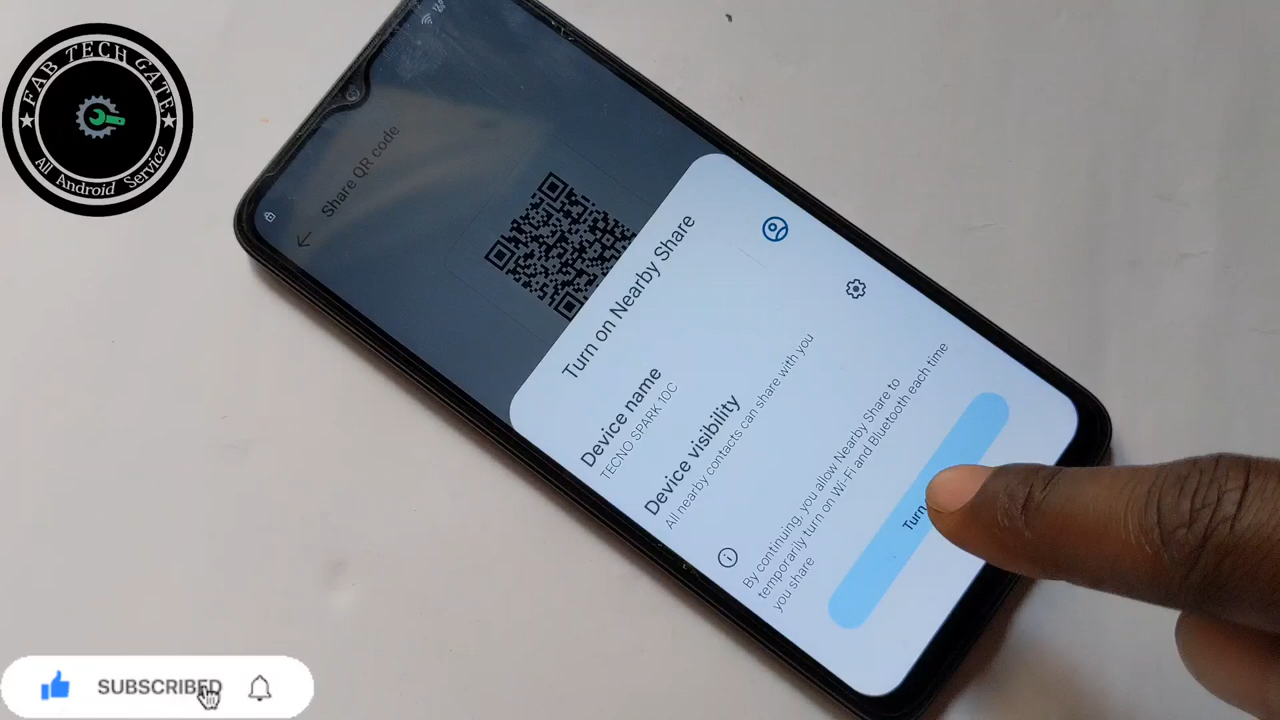 FAB TECH GATE
All Android Service
Share QR code
Turn on Nearby Share
Device name
TECNO SPARK 10C
Device visibility
All nearby contacts can share with you
By continuing, you allow Nearby Share to
temporarily turn on Wi-Fi and Bluetooth each time
you share
Turn
SUBSCRIBED